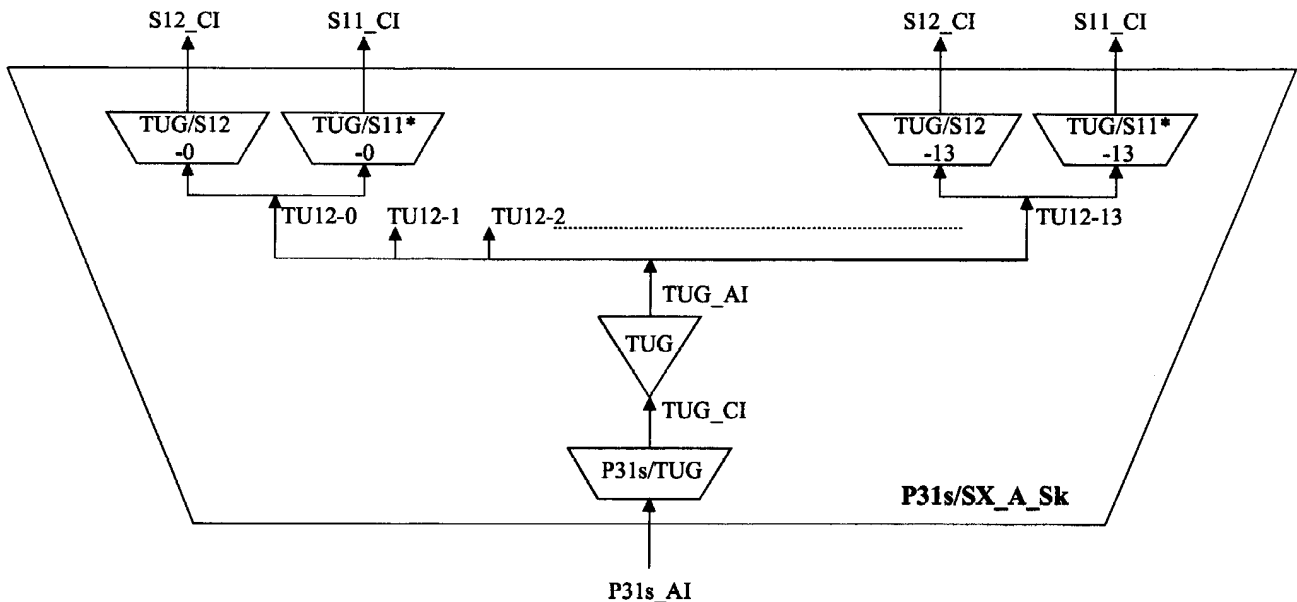 S12_CI S11_CI S12_CI S11_CI
TUG/S12 TUG/S11* TUG/S12 TUG/S11*
-0 -0 -13 -13
TU12-0 TU12-1 TU12-2 TU12-13
TUG_AI
TUG
TUG_CI
P31s/TUG
P31s/SX_A_Sk
P31s_AI